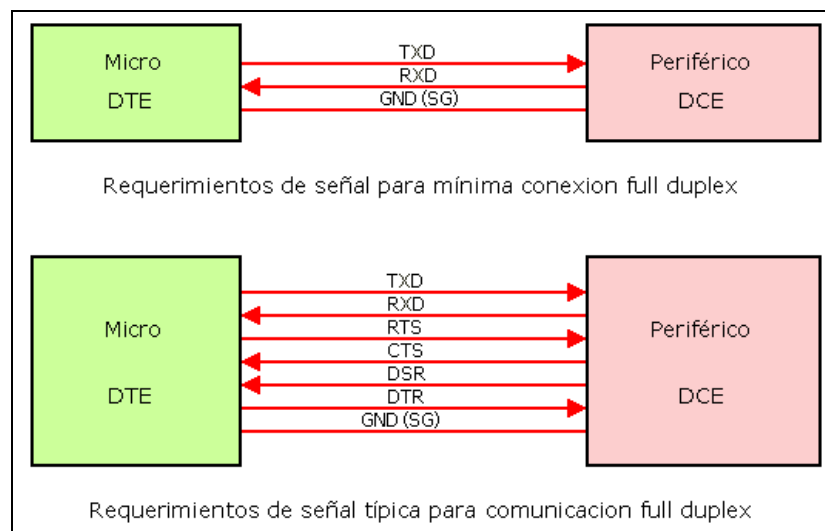 Micro
DTE
TXD
RXD
GND (SG)
Periférico
DCE
Requerimientos de señal para mínima conexion full duplex
Micro
DTE
TXD
RXD
RTS
CTS
DSR
DTR
GND (SG)
Periférico
DCE
Requerimientos de señal típica para comunicacion full duplex